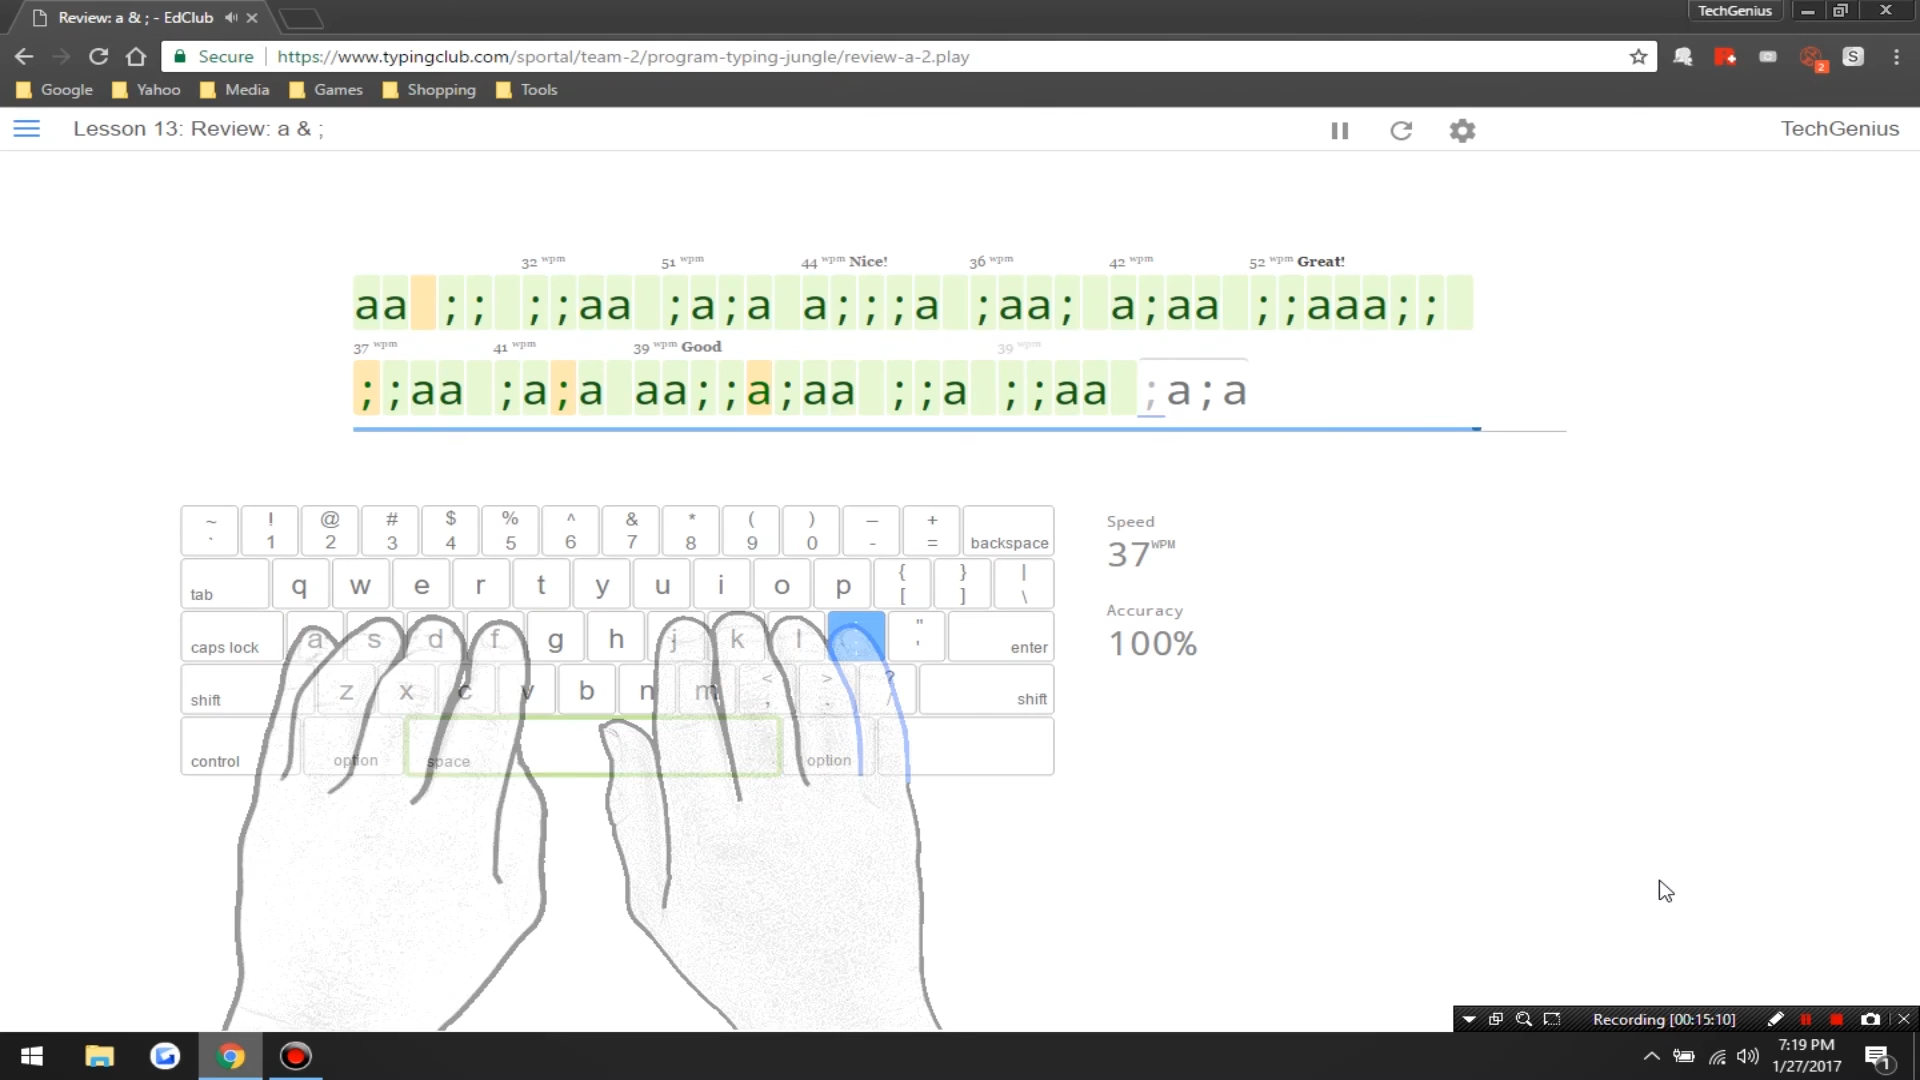 Review: a & ; - EdClub
TechGenius
Secure https://www.typingclub.com/sportal/team-2/program-typing-jungle/review-a-2.play
2
S
Google Yahoo Media Games Shopping Tools
Lesson 13: Review: a & ;
TechGenius
32 wpm 51 wpm 44 wpm Nice! 36 wpm 42 wpm 52 wpm Great!
aa ;; ;;aa ;a;a a;;;a ;aa; a;aa ;;aaa;;
37 wpm 41 wpm 39 wpm Good 39 wpm
;;aa ;a;a aa;;a;aa ;;a ;;aa ;a;a
~ ! @ # $ % ^ & * ( ) – +
` 1 2 3 4 5 6 7 8 9 0 - = backspace
tab q w e r t y u i o p { [ } ] | \
caps lock a s d f g h j k l " ' enter
shift z x c v b n m < , > . ? / shift
control option space option
Speed
37 WPM
Accuracy
100%
Recording [00:15:10]
7:19 PM
1/27/2017
1